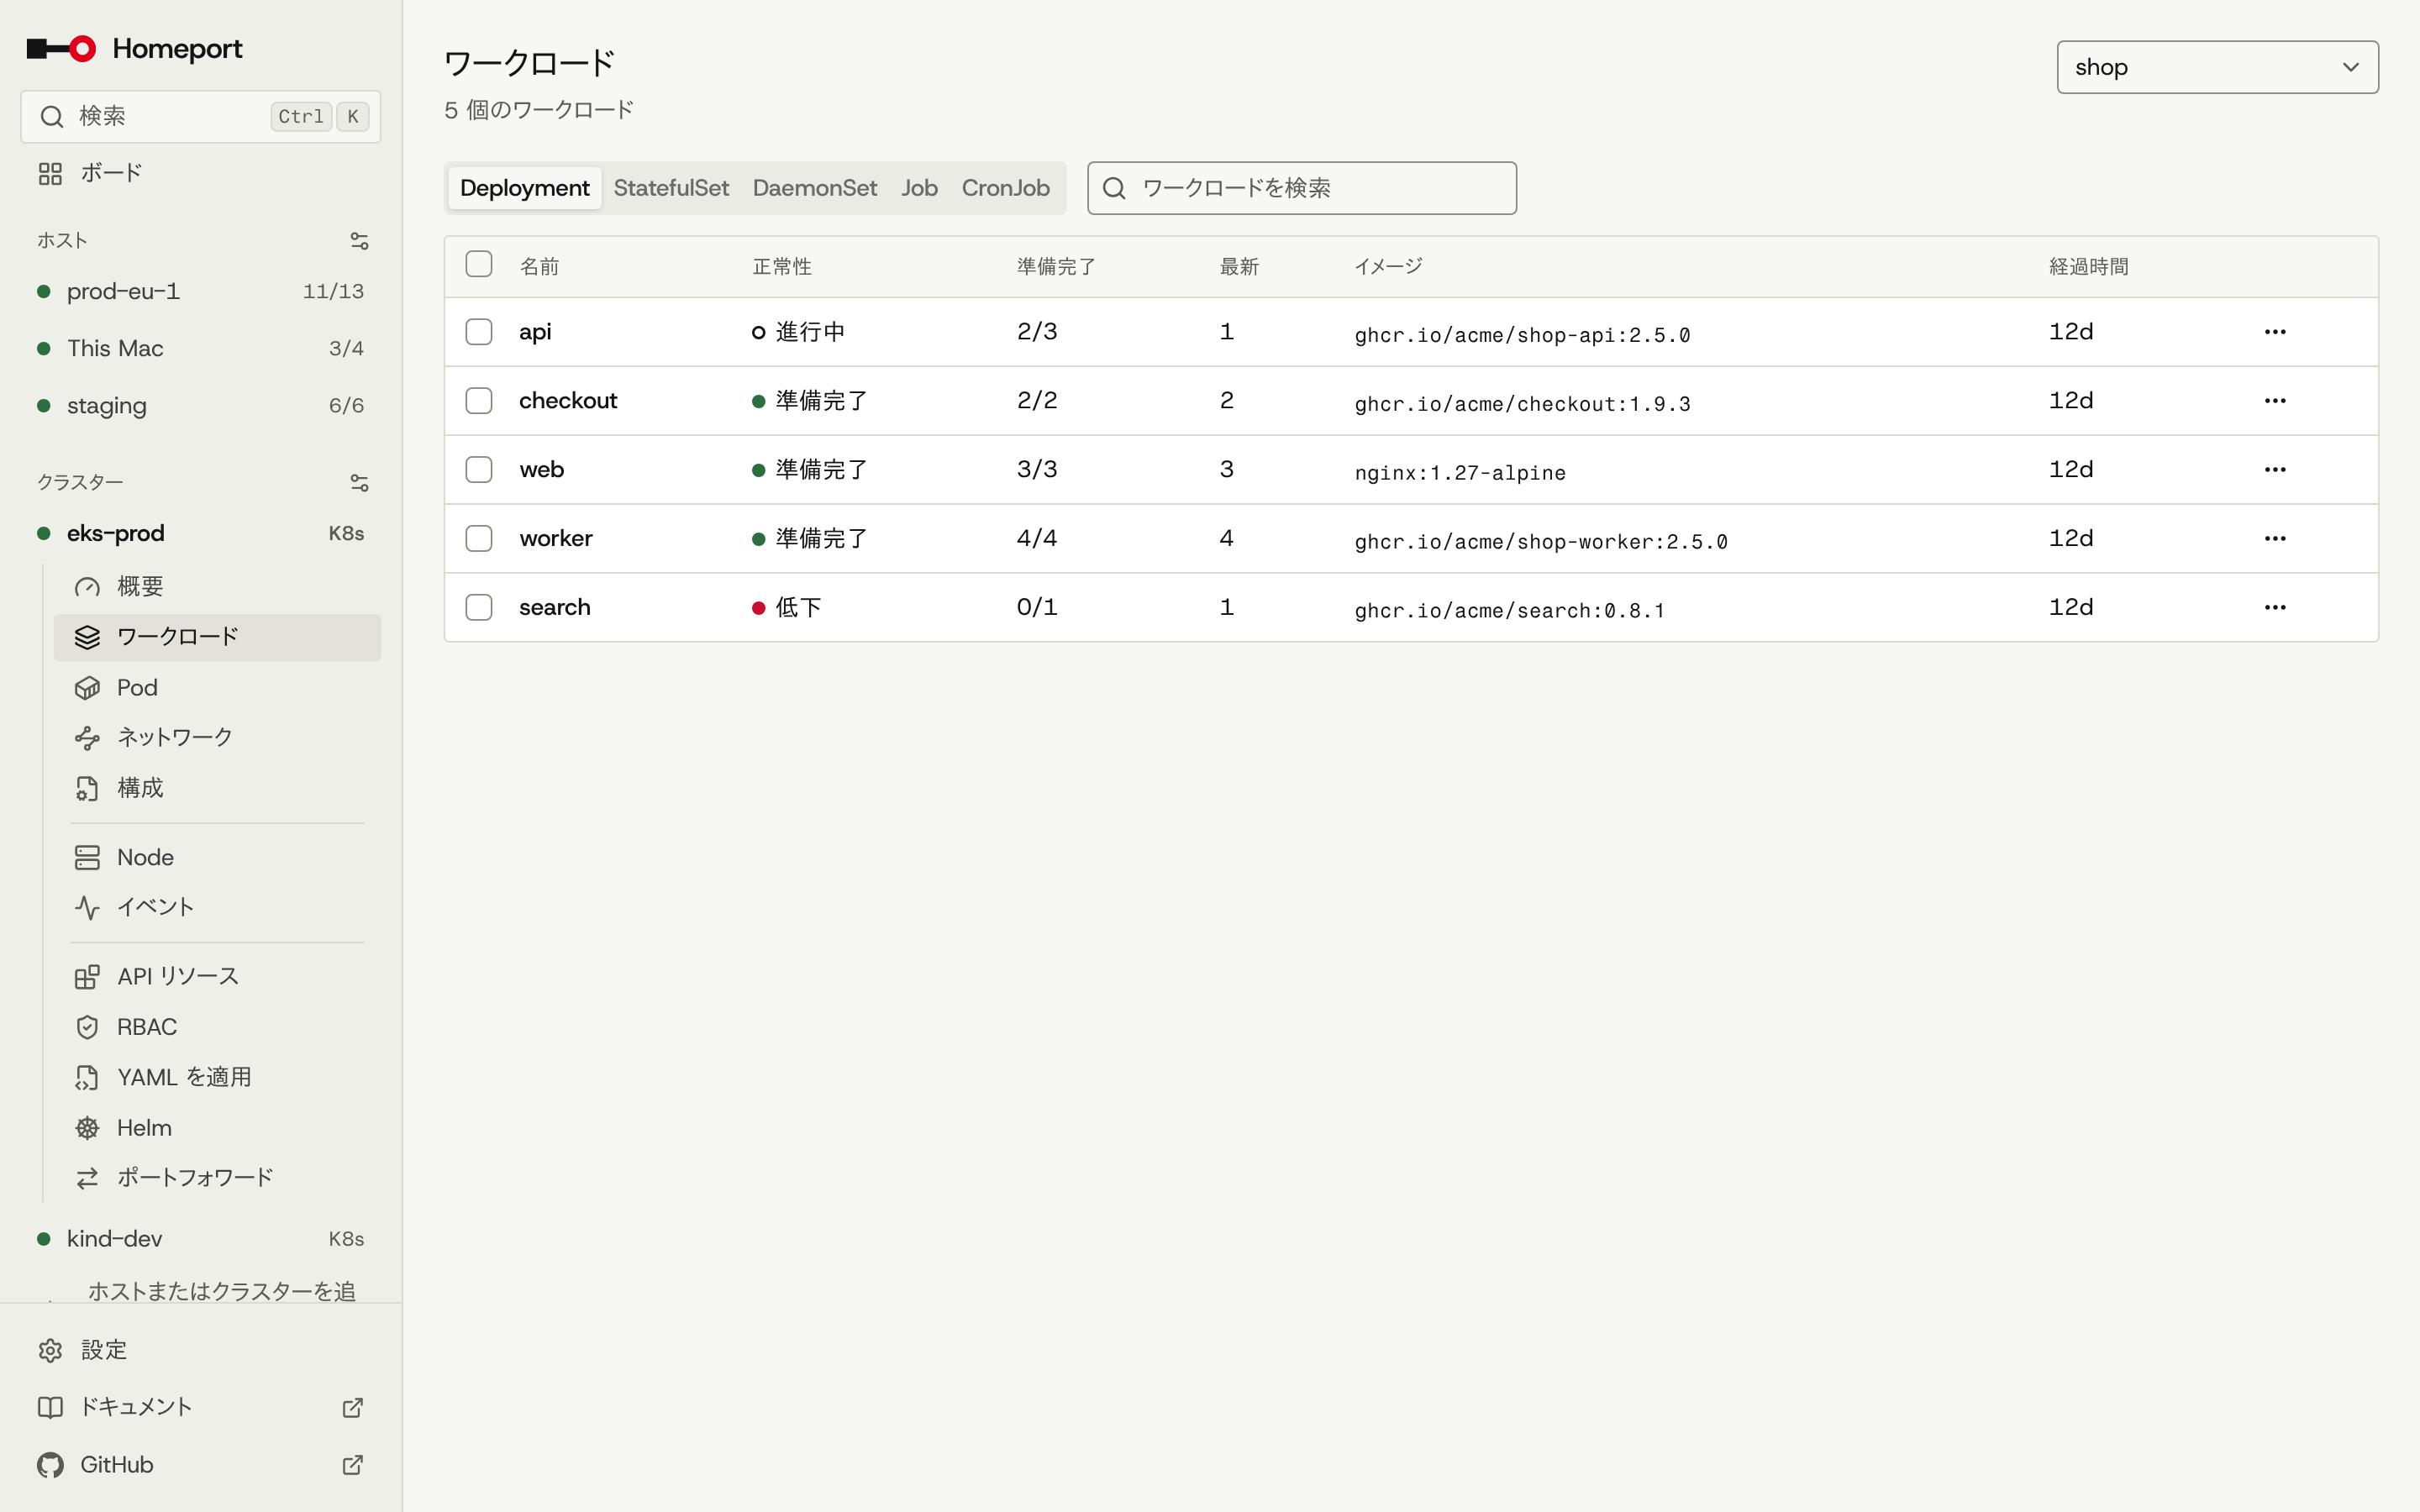 Homeport
検索 Ctrl K
ボード
ホスト
prod-eu-1 11/13
This Mac 3/4
staging 6/6
クラスター
eks-prod K8s
概要
ワークロード
Pod
ネットワーク
構成
Node
イベント
API リソース
RBAC
YAML を適用
Helm
ポートフォワード
kind-dev K8s
ホストまたはクラスターを追
設定
ドキュメント
GitHub
ワークロード
5 個のワークロード
shop
Deployment StatefulSet DaemonSet Job CronJob
ワークロードを検索
名前 正常性 準備完了 最新 イメージ 経過時間
api 進行中 2/3 1 ghcr.io/acme/shop-api:2.5.0 12d
checkout 準備完了 2/2 2 ghcr.io/acme/checkout:1.9.3 12d
web 準備完了 3/3 3 nginx:1.27-alpine 12d
worker 準備完了 4/4 4 ghcr.io/acme/shop-worker:2.5.0 12d
search 低下 0/1 1 ghcr.io/acme/search:0.8.1 12d